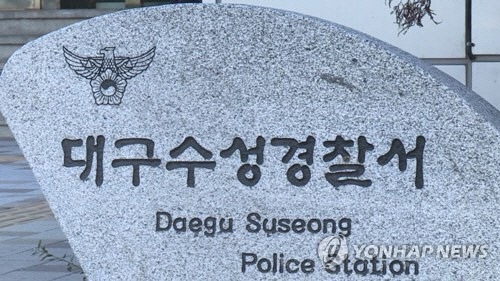 대구수성경찰서
Daegu Suseong
Police Station
YONHAP NEWS